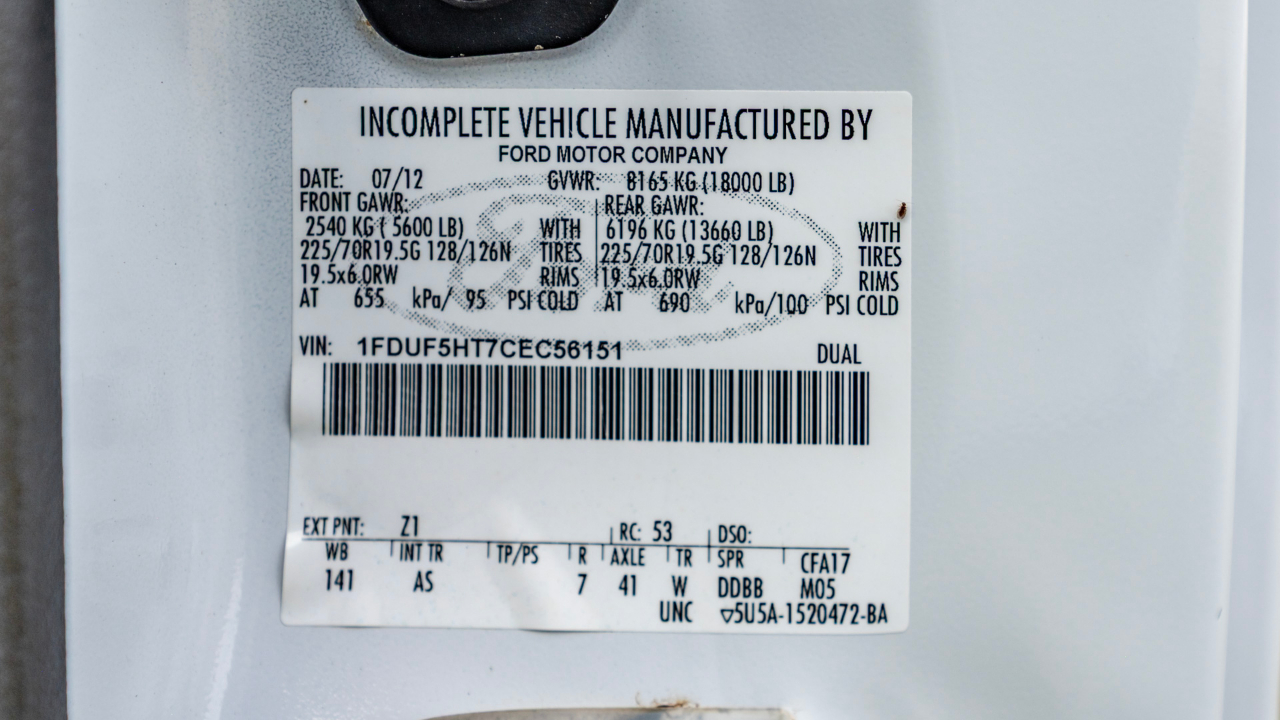 INCOMPLETE VEHICLE MANUFACTURED BY
FORD MOTOR COMPANY
DATE: 07/12 GVWR: 8165 KG (18000 LB)
FRONT GAWR: REAR GAWR:
2540 KG ( 5600 LB) WITH 6196 KG (13660 LB) WITH
225/70R19.5G 128/126N TIRES 225/70R19.5G 128/126N TIRES
19.5x6.0RW RIMS 19.5x6.0RW RIMS
AT 655 kPa/ 95 PSI COLD AT 690 kPa/100 PSI COLD
VIN: 1FDUF5HT7CEC56151 DUAL
EXT PNT: Z1 RC: 53 DSO:
WB INT TR TP/PS R AXLE TR SPR CFA17
141 AS 7 41 W DDBB M05
UNC ▽5U5A-1520472-BA